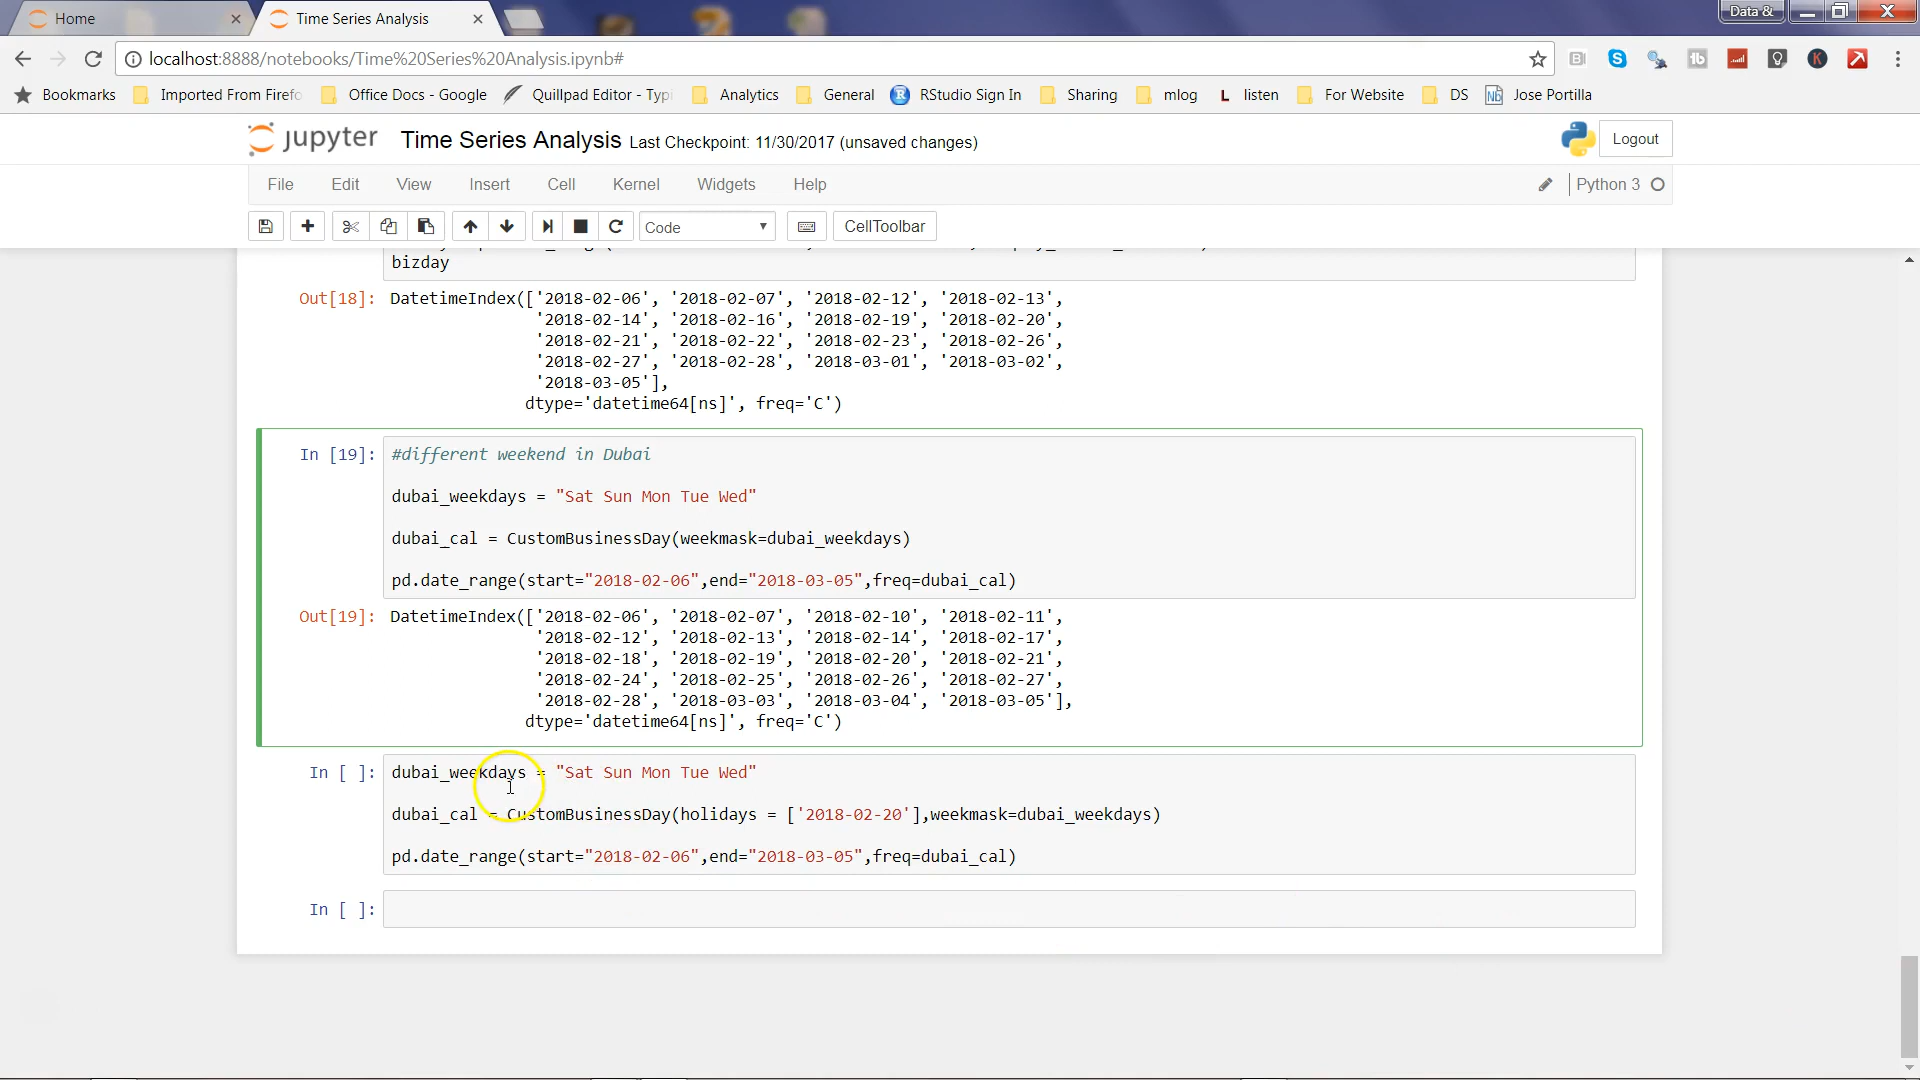 Home
Time Series Analysis
Data &
localhost:8888/notebooks/Time%20Series%20Analysis.ipynb#
Bookmarks Imported From Firefo Office Docs - Google Quillpad Editor - Typi Analytics General RStudio Sign In Sharing mlog L listen For Website DS Nb Jose Portilla
jupyter Time Series Analysis Last Checkpoint: 11/30/2017 (unsaved changes) Logout
File Edit View Insert Cell Kernel Widgets Help Python 3
Code CellToolbar
bizday
Out[18]: DatetimeIndex(['2018-02-06', '2018-02-07', '2018-02-12', '2018-02-13',
'2018-02-14', '2018-02-16', '2018-02-19', '2018-02-20',
'2018-02-21', '2018-02-22', '2018-02-23', '2018-02-26',
'2018-02-27', '2018-02-28', '2018-03-01', '2018-03-02',
'2018-03-05'],
dtype='datetime64[ns]', freq='C')
In [19]: #different weekend in Dubai
dubai_weekdays = "Sat Sun Mon Tue Wed"
dubai_cal = CustomBusinessDay(weekmask=dubai_weekdays)
pd.date_range(start="2018-02-06",end="2018-03-05",freq=dubai_cal)
Out[19]: DatetimeIndex(['2018-02-06', '2018-02-07', '2018-02-10', '2018-02-11',
'2018-02-12', '2018-02-13', '2018-02-14', '2018-02-17',
'2018-02-18', '2018-02-19', '2018-02-20', '2018-02-21',
'2018-02-24', '2018-02-25', '2018-02-26', '2018-02-27',
'2018-02-28', '2018-03-03', '2018-03-04', '2018-03-05'],
dtype='datetime64[ns]', freq='C')
In [ ]: dubai_weekdays = "Sat Sun Mon Tue Wed"
dubai_cal = CustomBusinessDay(holidays = ['2018-02-20'],weekmask=dubai_weekdays)
pd.date_range(start="2018-02-06",end="2018-03-05",freq=dubai_cal)
In [ ]: